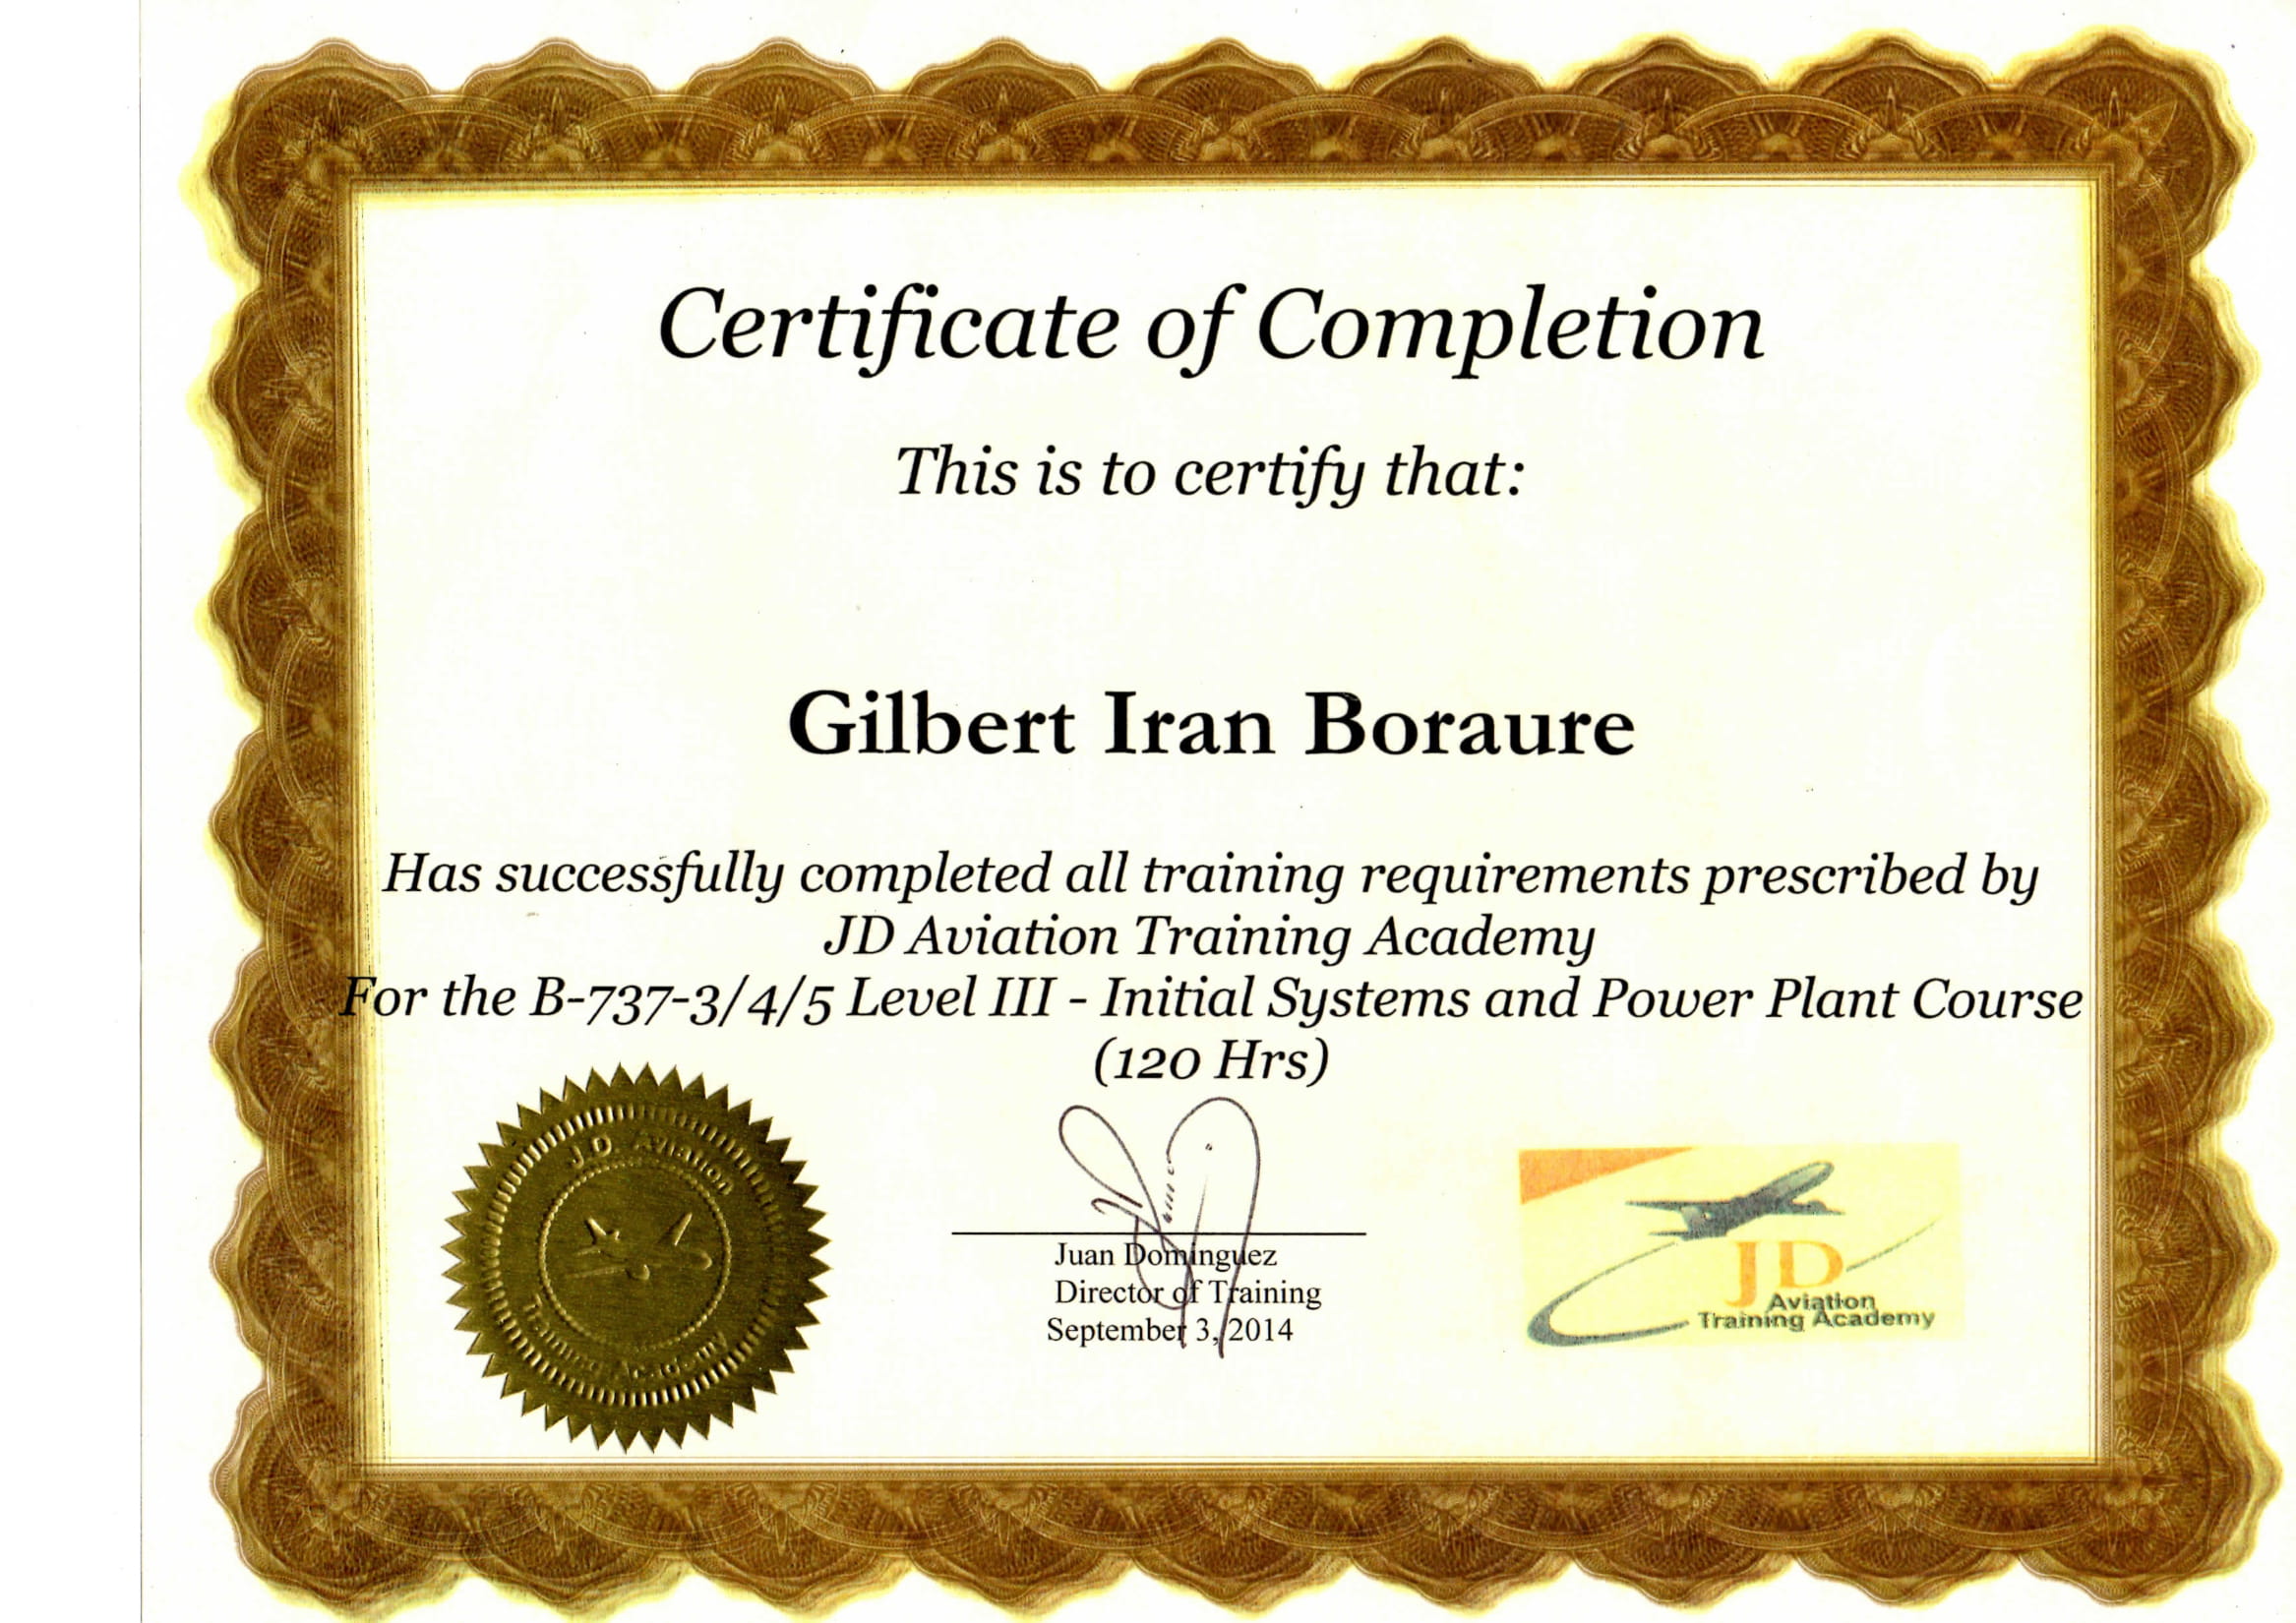 Certificate of Completion
This is to certify that:
Gilbert Iran Boraure
Has successfully completed all training requirements prescribed by
JD Aviation Training Academy
For the B-737-3/4/5 Level III - Initial Systems and Power Plant Course
(120 Hrs)
J D Aviation
Training Academy
Juan Dominguez
Director of Training
September 3, 2014
JD
Aviation
Training Academy